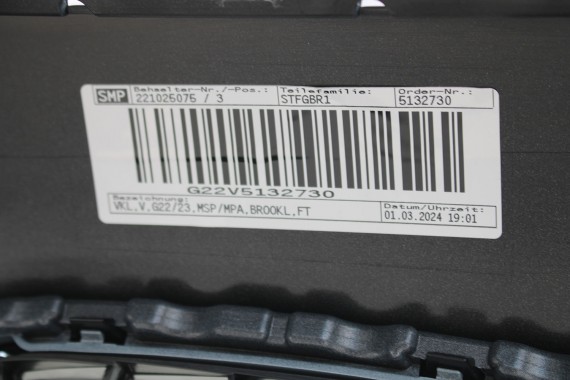 SMP Behaelter-Nr./-Pos.: Teilefamilie: Order-Nr.:
221025075 / 3 STFGBR1 5132730
G22V5132730
Bezeichnung: Datum/Uhrzeit:
VKL.V.G22/23.MSP/MPA.BROOKL.FT 01.03.2024 19:01